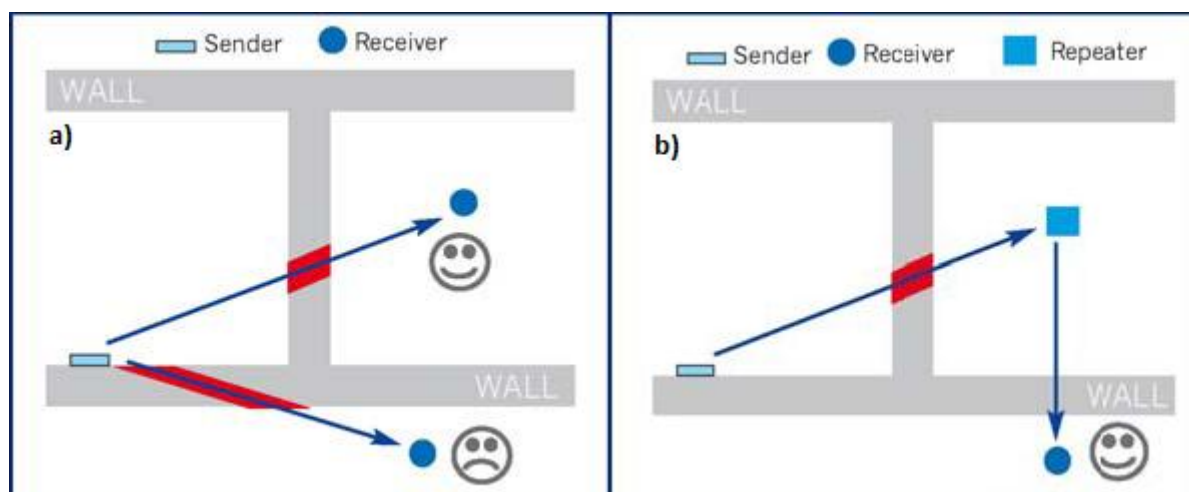 Sender Receiver
WALL
a)
WALL
Sender Receiver Repeater
WALL
b)
WALL